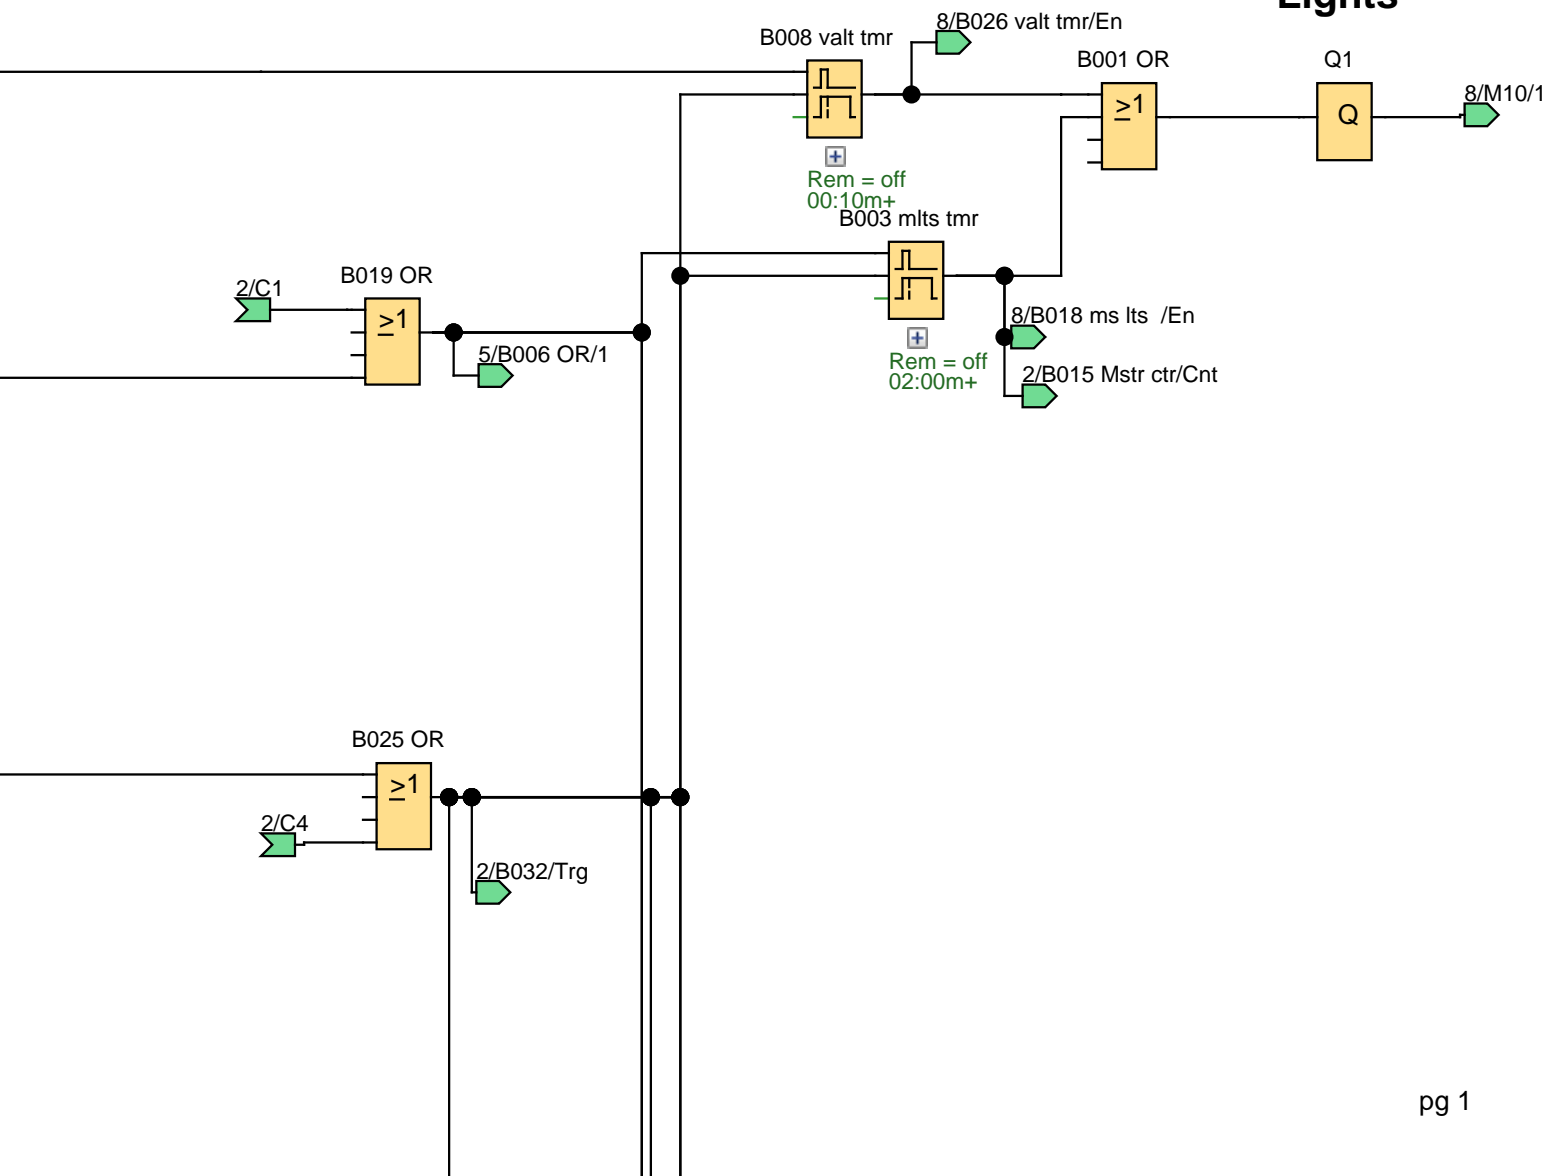 Lights
8/B026 valt tmr/En
B008 valt tmr
B001 OR
Q1
8/M10/1
≥1
Q
Rem = off
00:10m+
B003 mlts tmr
B019 OR
2/C1
≥1
5/B006 OR/1
8/B018 ms lts  /En
Rem = off
02:00m+
2/B015 Mstr ctr/Cnt
B025 OR
≥1
2/C4
2/B032/Trg
pg 1